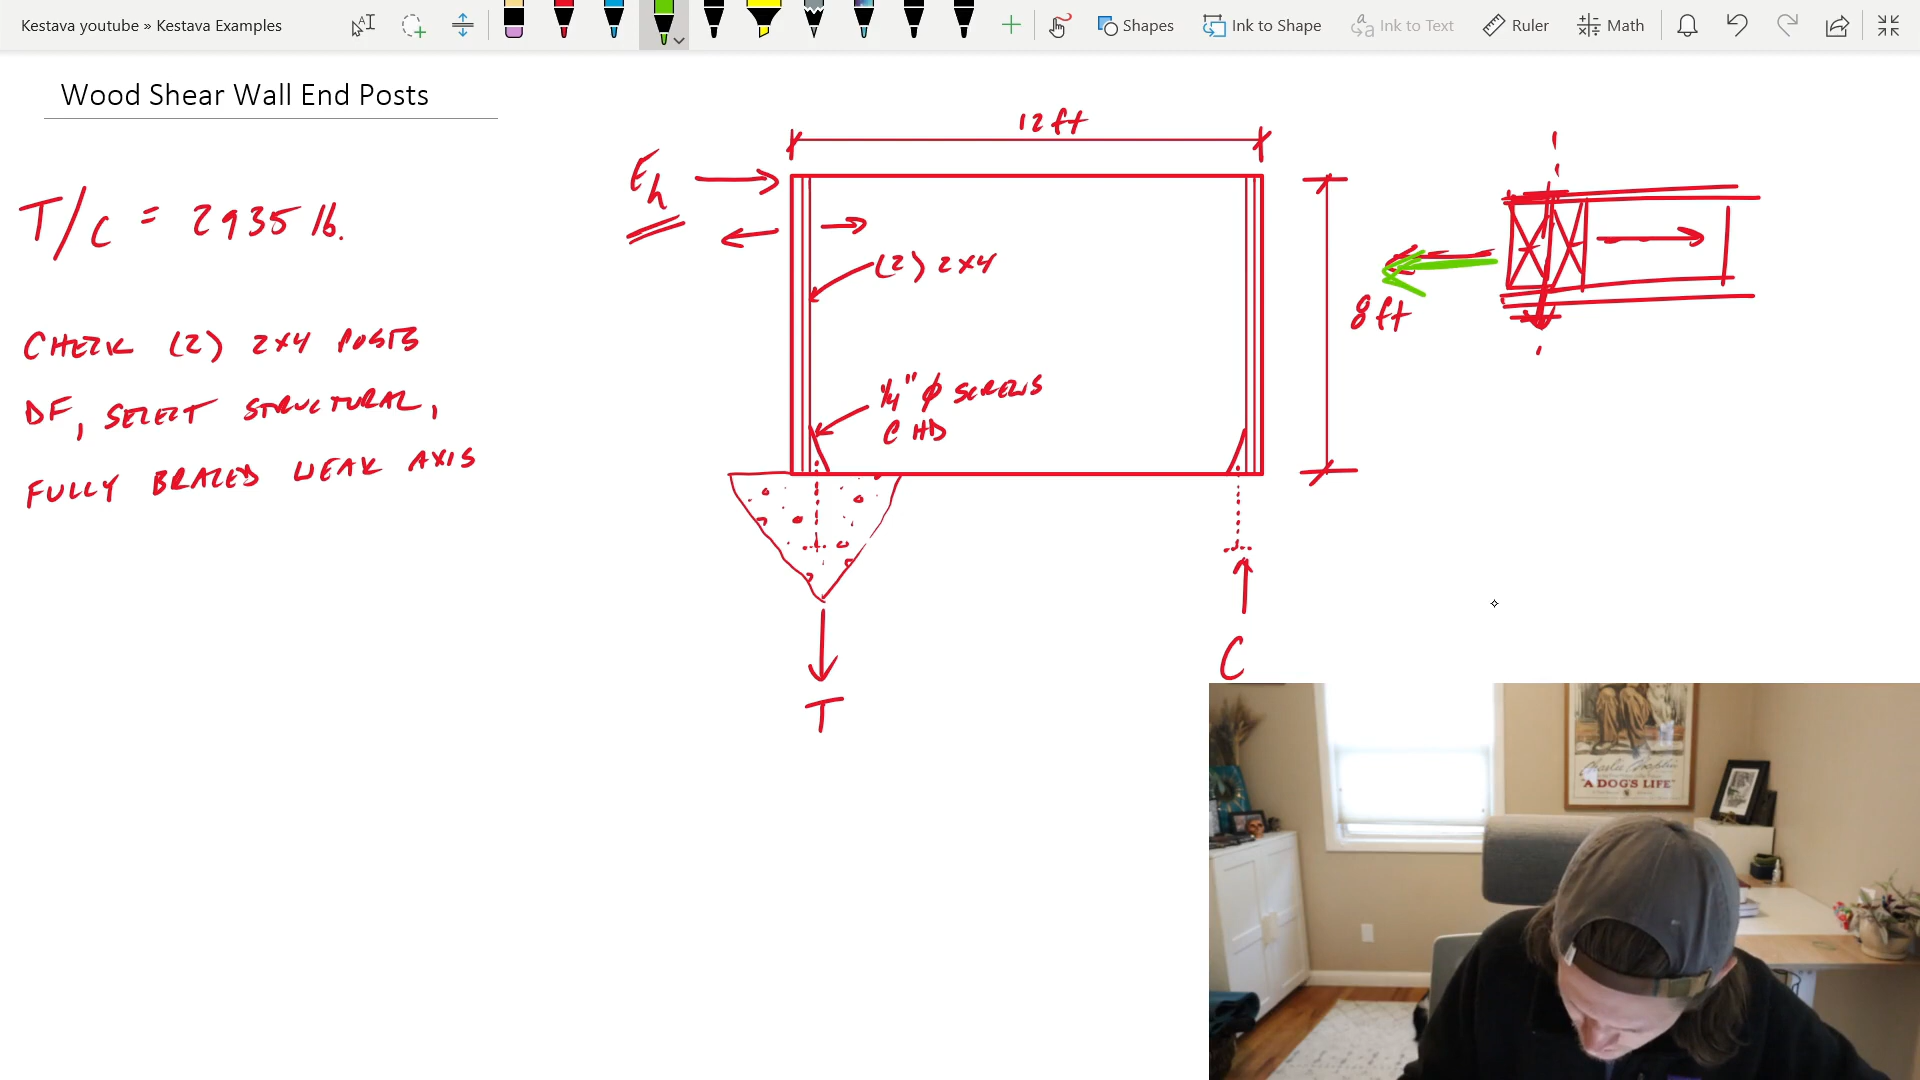 Kestava youtube » Kestava Examples
Shapes
Ink to Shape
Ink to Text
Ruler
Math
Wood Shear Wall End Posts
T/C = 2935 lb.
CHECK (2) 2x4 POSTS
DF, SELECT STRUCTURAL,
FULLY BRACED WEAK AXIS
12 ft
Eh
(2) 2x4
1/4" φ SCREWS
@ HD
8 ft
T
C
Charlie Chaplin
"A DOG'S LIFE"